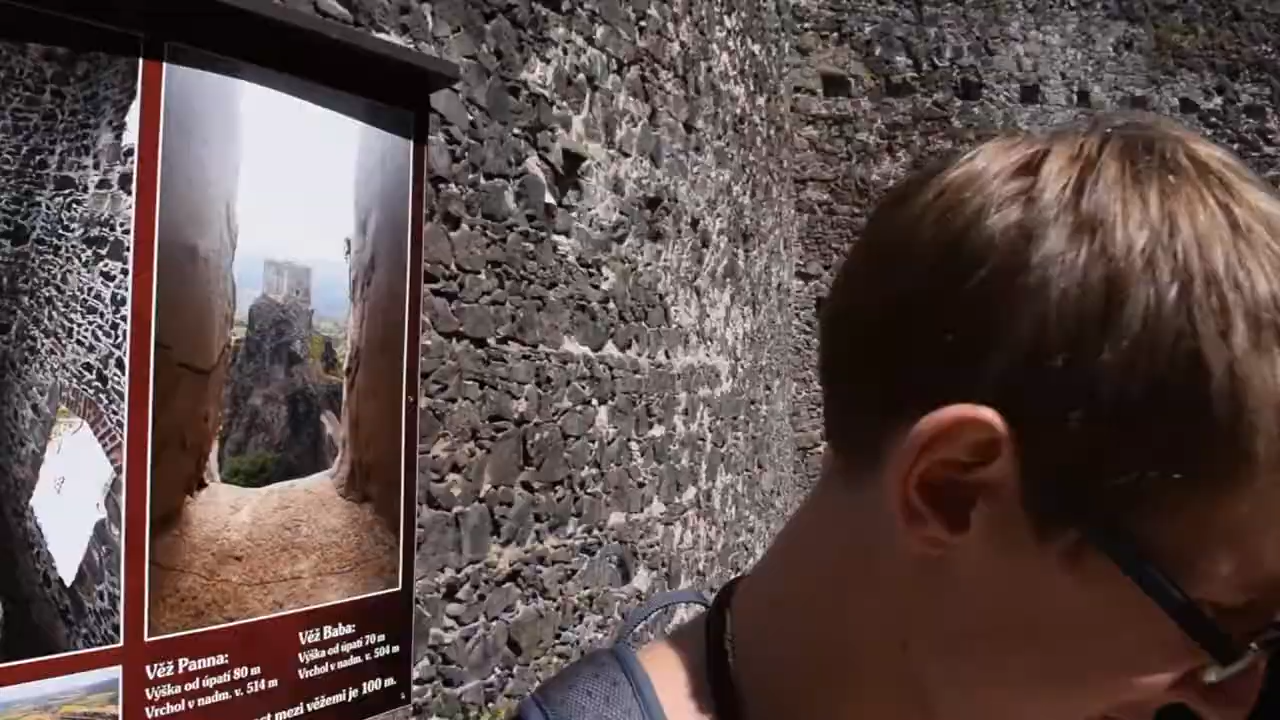 Věž Panna:
Výška od úpatí 80 m
Vrchol v nadm. v. 514 m
Věž Baba:
Výška od úpatí 70 m
Vrchol v nadm. v. 504 m
mezi věžemi je 100 m.